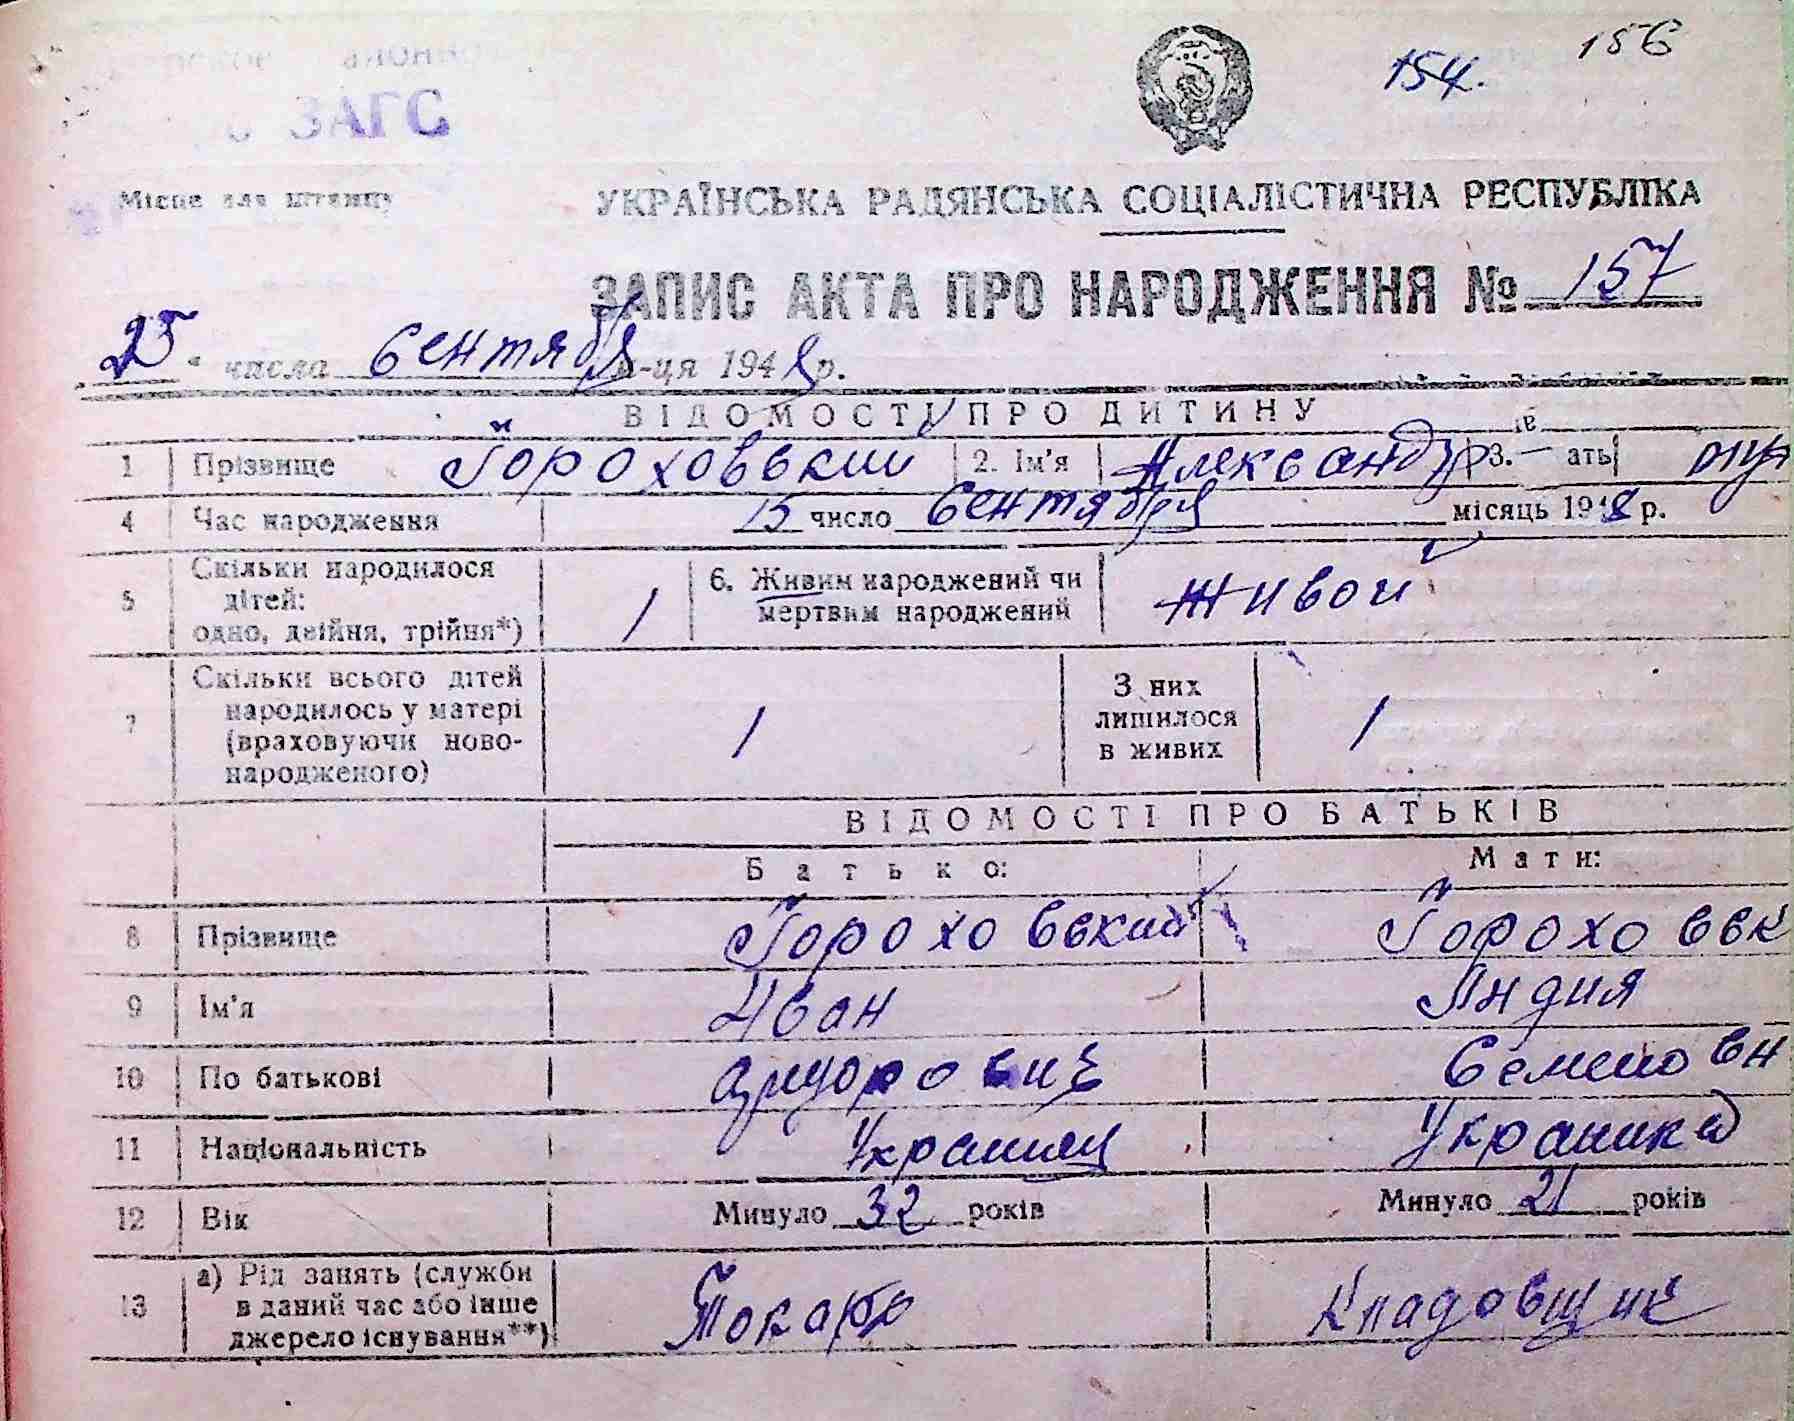 156
154.
ЗАГС
Місце для штампу
УКРАЇНСЬКА РАДЯНСЬКА СОЦІАЛІСТИЧНА РЕСПУБЛІКА
ЗАПИС АКТА ПРО НАРОДЖЕННЯ № 157
25 " числа Сентября м-ця 1948 р.
ВІДОМОСТІ ПРО ДИТИНУ
1 Прізвище Гороховский 2. Ім'я Александр 3. ать
4 Час народження 15 число Сентября місяць 1948 р.
5 Скільки народилося дітей: одно, двійня, трійня*) 1 6. Живим народжений чи мертвим народжений Живой
7 Скільки всього дітей народилось у матері (враховуючи новонародженого) 1 З них лишилося в живих 1
ВІДОМОСТІ ПРО БАТЬКІВ
Батько: Мати:
8 Прізвище Гороховский Гороховск
9 Ім'я Иван
10 По батькові Семеновн
11 Національність Украинец Украинка
12 Вік Минуло 32 років Минуло 21 років
13 а) Рід занять (служби в даний час або інше джерело існування**) Токарь Кладовщик